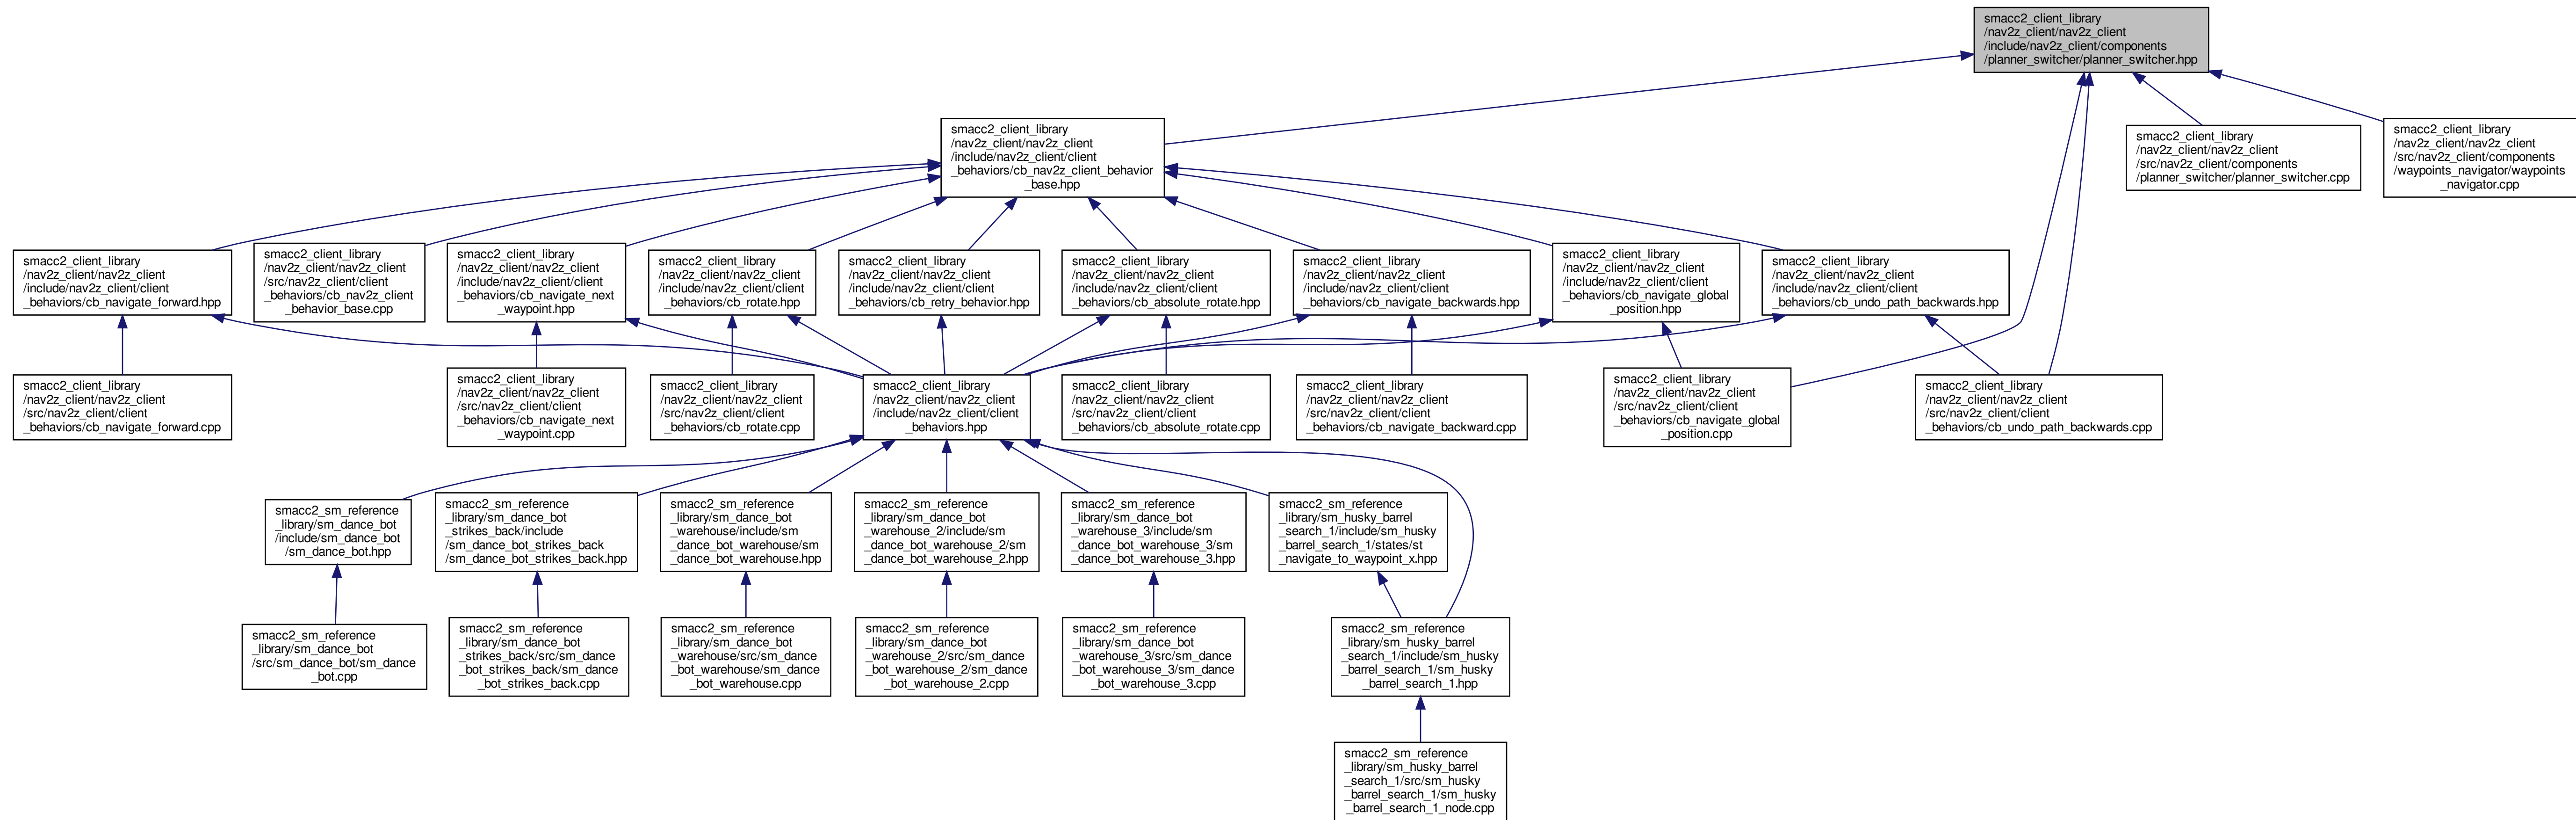 smacc2_client_library
/nav2z_client/nav2z_client
/include/nav2z_client/components
/planner_switcher/planner_switcher.hpp
smacc2_client_library
/nav2z_client/nav2z_client
/include/nav2z_client/client
_behaviors/cb_nav2z_client_behavior
_base.hpp
smacc2_client_library
/nav2z_client/nav2z_client
/src/nav2z_client/components
/planner_switcher/planner_switcher.cpp
smacc2_client_library
/nav2z_client/nav2z_client
/src/nav2z_client/components
/waypoints_navigator/waypoints
_navigator.cpp
smacc2_client_library
/nav2z_client/nav2z_client
/include/nav2z_client/client
_behaviors/cb_navigate_forward.hpp
smacc2_client_library
/nav2z_client/nav2z_client
/src/nav2z_client/client
_behaviors/cb_nav2z_client
_behavior_base.cpp
smacc2_client_library
/nav2z_client/nav2z_client
/include/nav2z_client/client
_behaviors/cb_navigate_next
_waypoint.hpp
smacc2_client_library
/nav2z_client/nav2z_client
/include/nav2z_client/client
_behaviors/cb_rotate.hpp
smacc2_client_library
/nav2z_client/nav2z_client
/include/nav2z_client/client
_behaviors/cb_retry_behavior.hpp
smacc2_client_library
/nav2z_client/nav2z_client
/include/nav2z_client/client
_behaviors/cb_absolute_rotate.hpp
smacc2_client_library
/nav2z_client/nav2z_client
/include/nav2z_client/client
_behaviors/cb_navigate_backwards.hpp
smacc2_client_library
/nav2z_client/nav2z_client
/include/nav2z_client/client
_behaviors/cb_navigate_global
_position.hpp
smacc2_client_library
/nav2z_client/nav2z_client
/include/nav2z_client/client
_behaviors/cb_undo_path_backwards.hpp
smacc2_client_library
/nav2z_client/nav2z_client
/src/nav2z_client/client
_behaviors/cb_navigate_forward.cpp
smacc2_client_library
/nav2z_client/nav2z_client
/src/nav2z_client/client
_behaviors/cb_navigate_next
_waypoint.cpp
smacc2_client_library
/nav2z_client/nav2z_client
/src/nav2z_client/client
_behaviors/cb_rotate.cpp
smacc2_client_library
/nav2z_client/nav2z_client
/include/nav2z_client/client
_behaviors.hpp
smacc2_client_library
/nav2z_client/nav2z_client
/src/nav2z_client/client
_behaviors/cb_absolute_rotate.cpp
smacc2_client_library
/nav2z_client/nav2z_client
/src/nav2z_client/client
_behaviors/cb_navigate_backward.cpp
smacc2_client_library
/nav2z_client/nav2z_client
/src/nav2z_client/client
_behaviors/cb_navigate_global
_position.cpp
smacc2_client_library
/nav2z_client/nav2z_client
/src/nav2z_client/client
_behaviors/cb_undo_path_backwards.cpp
smacc2_sm_reference
_library/sm_dance_bot
/include/sm_dance_bot
/sm_dance_bot.hpp
smacc2_sm_reference
_library/sm_dance_bot
_strikes_back/include
/sm_dance_bot_strikes_back
/sm_dance_bot_strikes_back.hpp
smacc2_sm_reference
_library/sm_dance_bot
_warehouse/include/sm
_dance_bot_warehouse/sm
_dance_bot_warehouse.hpp
smacc2_sm_reference
_library/sm_dance_bot
_warehouse_2/include/sm
_dance_bot_warehouse_2/sm
_dance_bot_warehouse_2.hpp
smacc2_sm_reference
_library/sm_dance_bot
_warehouse_3/include/sm
_dance_bot_warehouse_3/sm
_dance_bot_warehouse_3.hpp
smacc2_sm_reference
_library/sm_husky_barrel
_search_1/include/sm_husky
_barrel_search_1/states/st
_navigate_to_waypoint_x.hpp
smacc2_sm_reference
_library/sm_dance_bot
/src/sm_dance_bot/sm_dance
_bot.cpp
smacc2_sm_reference
_library/sm_dance_bot
_strikes_back/src/sm_dance
_bot_strikes_back/sm_dance
_bot_strikes_back.cpp
smacc2_sm_reference
_library/sm_dance_bot
_warehouse/src/sm_dance
_bot_warehouse/sm_dance
_bot_warehouse.cpp
smacc2_sm_reference
_library/sm_dance_bot
_warehouse_2/src/sm_dance
_bot_warehouse_2/sm_dance
_bot_warehouse_2.cpp
smacc2_sm_reference
_library/sm_dance_bot
_warehouse_3/src/sm_dance
_bot_warehouse_3/sm_dance
_bot_warehouse_3.cpp
smacc2_sm_reference
_library/sm_husky_barrel
_search_1/include/sm_husky
_barrel_search_1/sm_husky
_barrel_search_1.hpp
smacc2_sm_reference
_library/sm_husky_barrel
_search_1/src/sm_husky
_barrel_search_1/sm_husky
_barrel_search_1_node.cpp